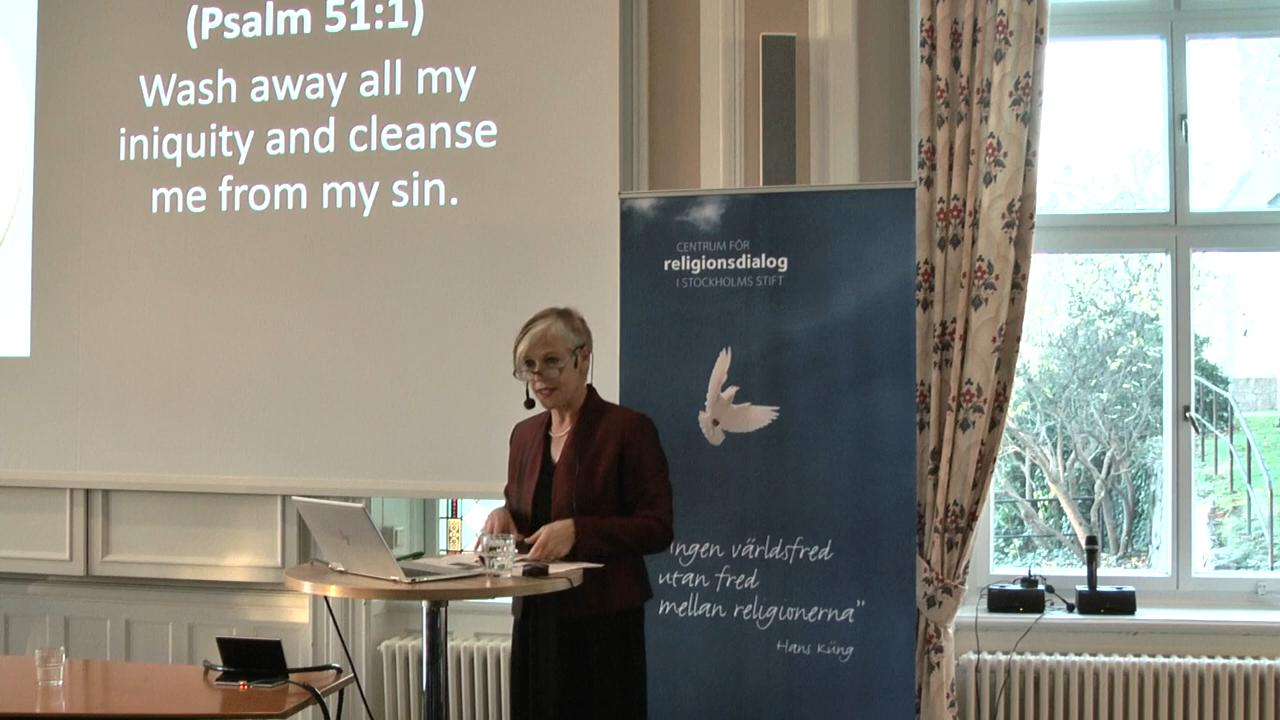 (Psalm 51:1)
Wash away all my
iniquity and cleanse
me from my sin.
CENTRUM FÖR
religionsdialog
I STOCKHOLMS STIFT
ingen världsfred
utan fred
mellan religionerna"
Hans Küng